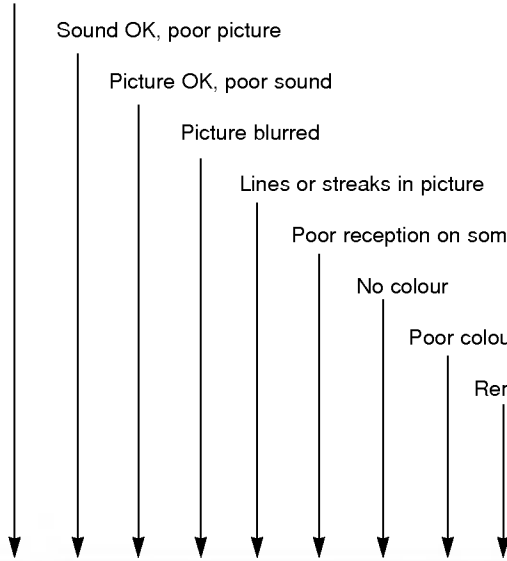 Sound OK, poor picture
Picture OK, poor sound
Picture blurred
Lines or streaks in picture
Poor reception on som
No colour
Poor colou
Rer